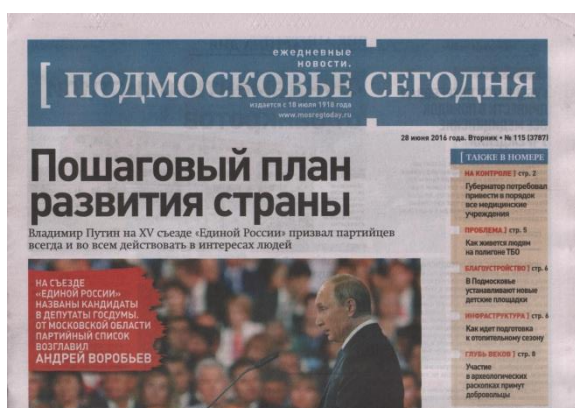 ежедневные
новости.
[ ПОДМОСКОВЬЕ СЕГОДНЯ
издается с 18 июля 1916 года
www.mosregtoday.ru
28 июня 2016 года. Вторник • № 115 (3787)
Пошаговый план
развития страны
Владимир Путин на XV съезде «Единой России» призвал партийцев
всегда и во всем действовать в интересах людей
НА СЪЕЗДЕ
«ЕДИНОЙ РОССИИ»
НАЗВАНЫ КАНДИДАТЫ
В ДЕПУТАТЫ ГОСДУМЫ.
ОТ МОСКОВСКОЙ ОБЛАСТИ
ПАРТИЙНЫЙ СПИСОК
ВОЗГЛАВИЛ
АНДРЕЙ ВОРОБЬЕВ
[ ТАКЖЕ В НОМЕРЕ
НА КОНТРОЛЕ ] стр. 2
Губернатор потребовал
привести в порядок
все медицинские
учреждения
ПРОБЛЕМА ] стр. 5
Как живется людям
на полигоне ТБО
БЛАГОУСТРОЙСТВО ] стр. 6
В Подмосковье
устанавливают новые
детские площадки
ИНФРАСТРУКТУРА ] стр. 6
Как идет подготовка
к отопительному сезону
ГЛУБЬ ВЕКОВ ] стр. 8
Участие
в археологических
раскопках примут
добровольцы